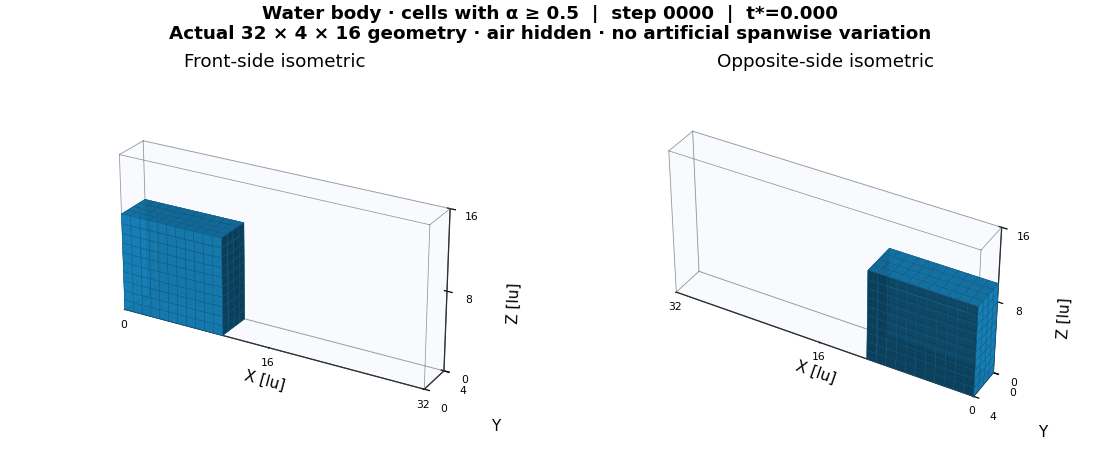 Water body · cells with α ≥ 0.5 | step 0000 | t*=0.000
Actual 32 × 4 × 16 geometry · air hidden · no artificial spanwise variation
Front-side isometric
16
8
Z [lu]
0
16
X [lu]
0
4
32
0
Y
Opposite-side isometric
16
8
Z [lu]
32
16
X [lu]
0
0
0
4
Y